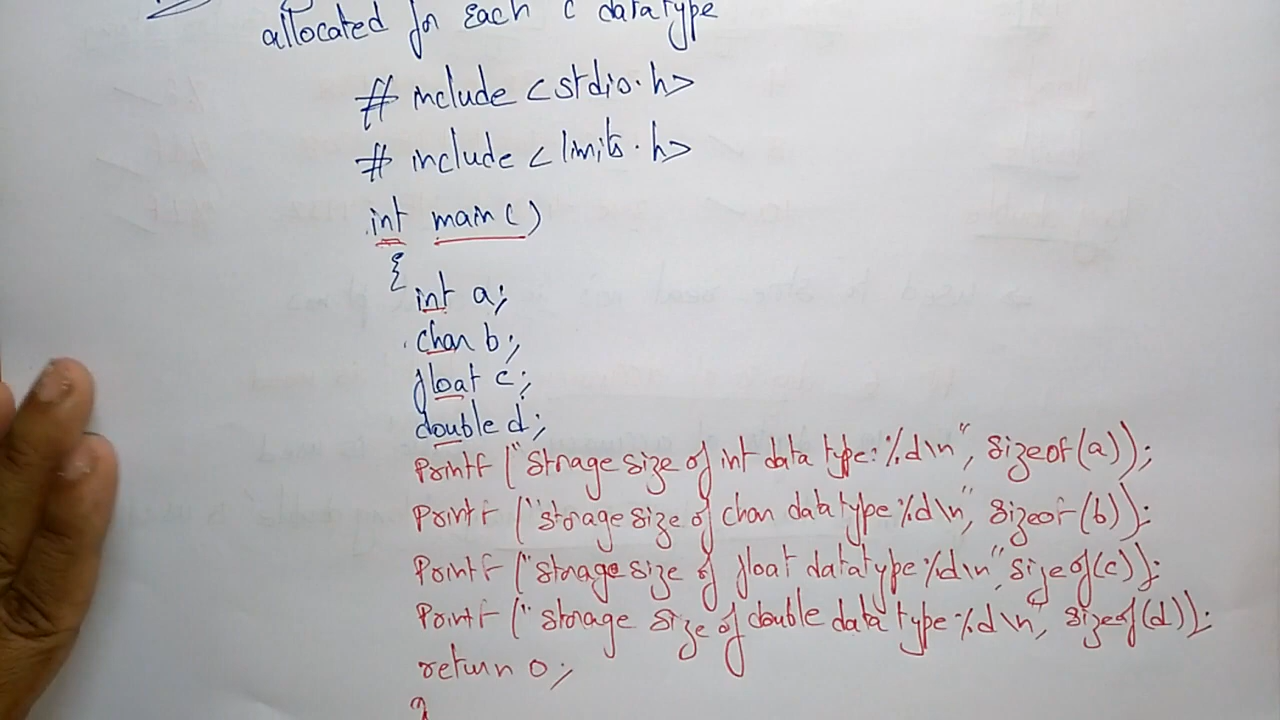 allocated for Each C datatype
# include <stdio.h>
# include <limits.h>
int main()
{
int a;
char b;
float c;
double d;
Printf ("Storage size of int data type:%d\n", sizeof(a));
Printf ("storage size of char data type %d\n", sizeof(b));
Printf ("storage size of float datatype %d\n", sizeof(c));
Printf ("storage size of double data type %d\n", sizeof(d));
return 0;
}